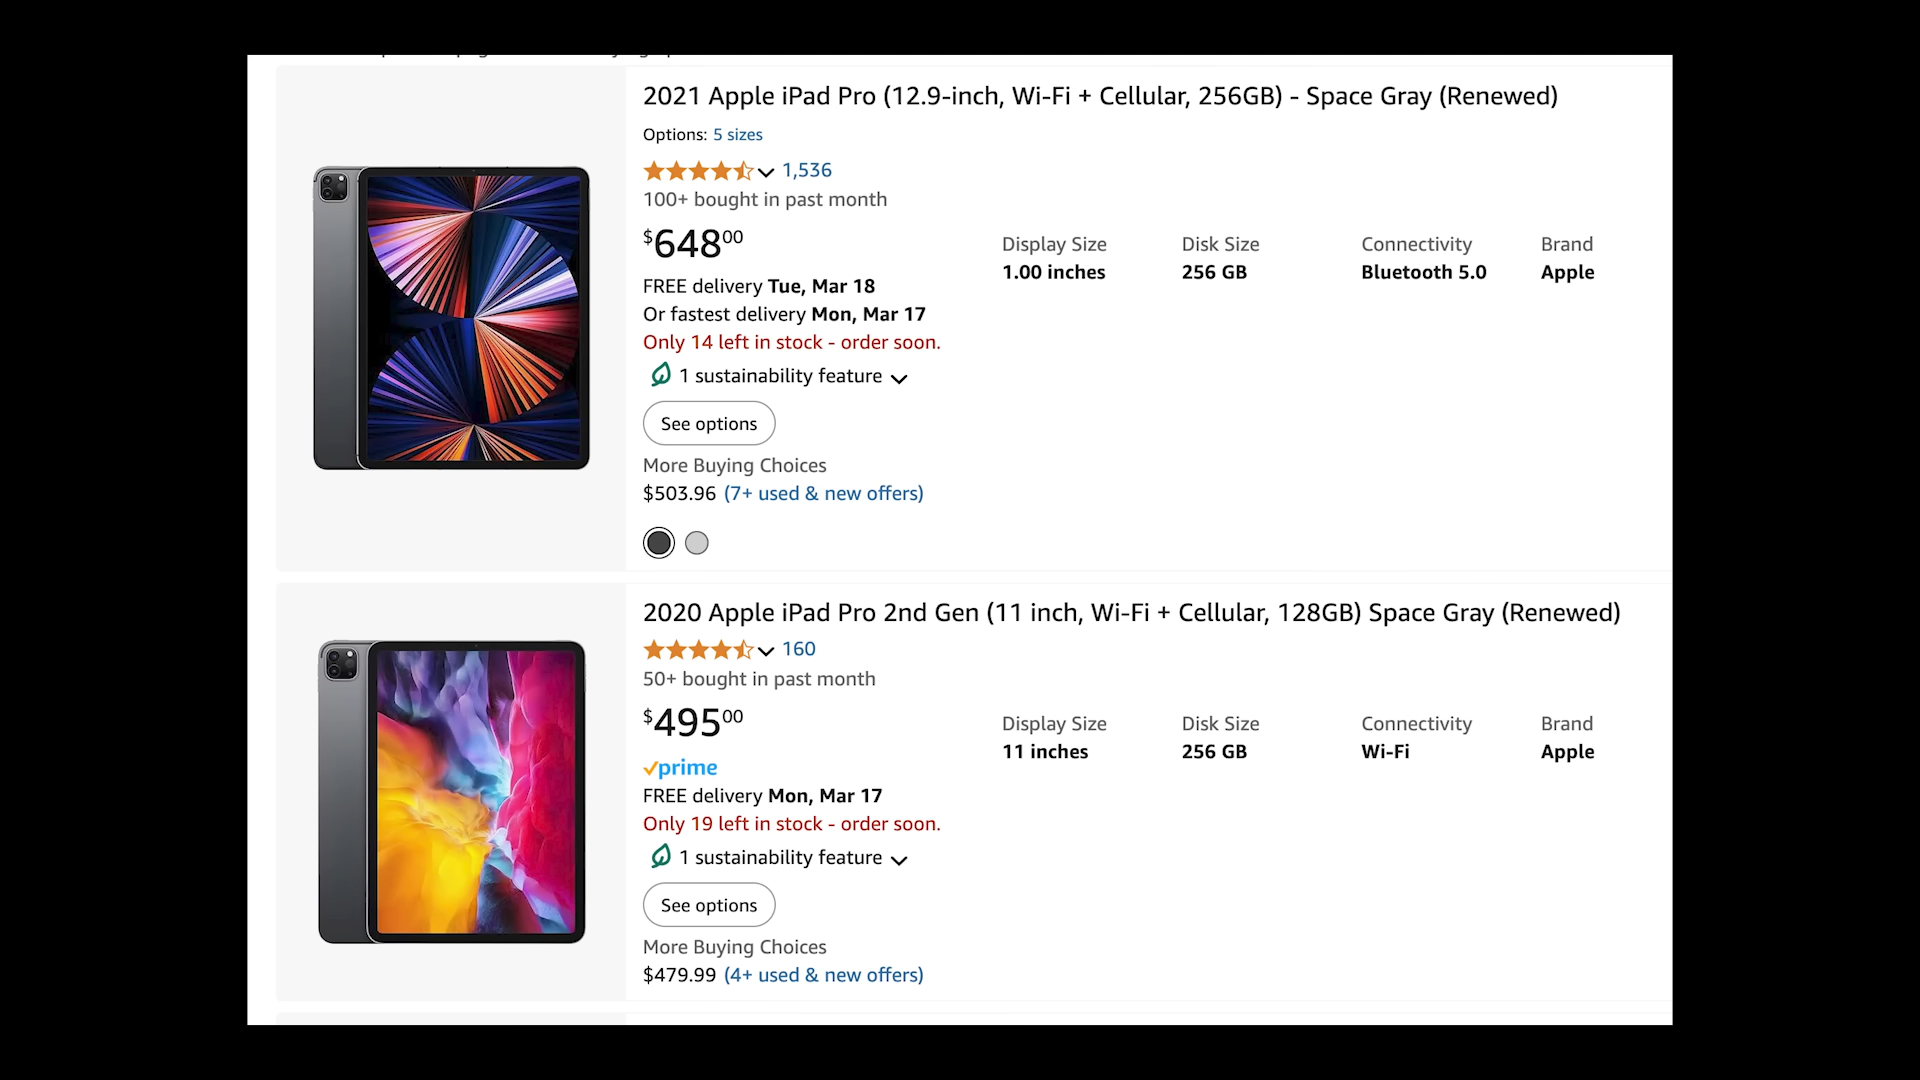 2021 Apple iPad Pro (12.9-inch, Wi-Fi + Cellular, 256GB) - Space Gray (Renewed)
Options: 5 sizes
1,536
100+ bought in past month
$64800
FREE delivery Tue, Mar 18
Or fastest delivery Mon, Mar 17
Only 14 left in stock - order soon.
1 sustainability feature
See options
More Buying Choices
$503.96 (7+ used & new offers)
Display Size
1.00 inches
Disk Size
256 GB
Connectivity
Bluetooth 5.0
Brand
Apple
2020 Apple iPad Pro 2nd Gen (11 inch, Wi-Fi + Cellular, 128GB) Space Gray (Renewed)
160
50+ bought in past month
$49500
prime
FREE delivery Mon, Mar 17
Only 19 left in stock - order soon.
1 sustainability feature
See options
More Buying Choices
$479.99 (4+ used & new offers)
Display Size
11 inches
Disk Size
256 GB
Connectivity
Wi-Fi
Brand
Apple